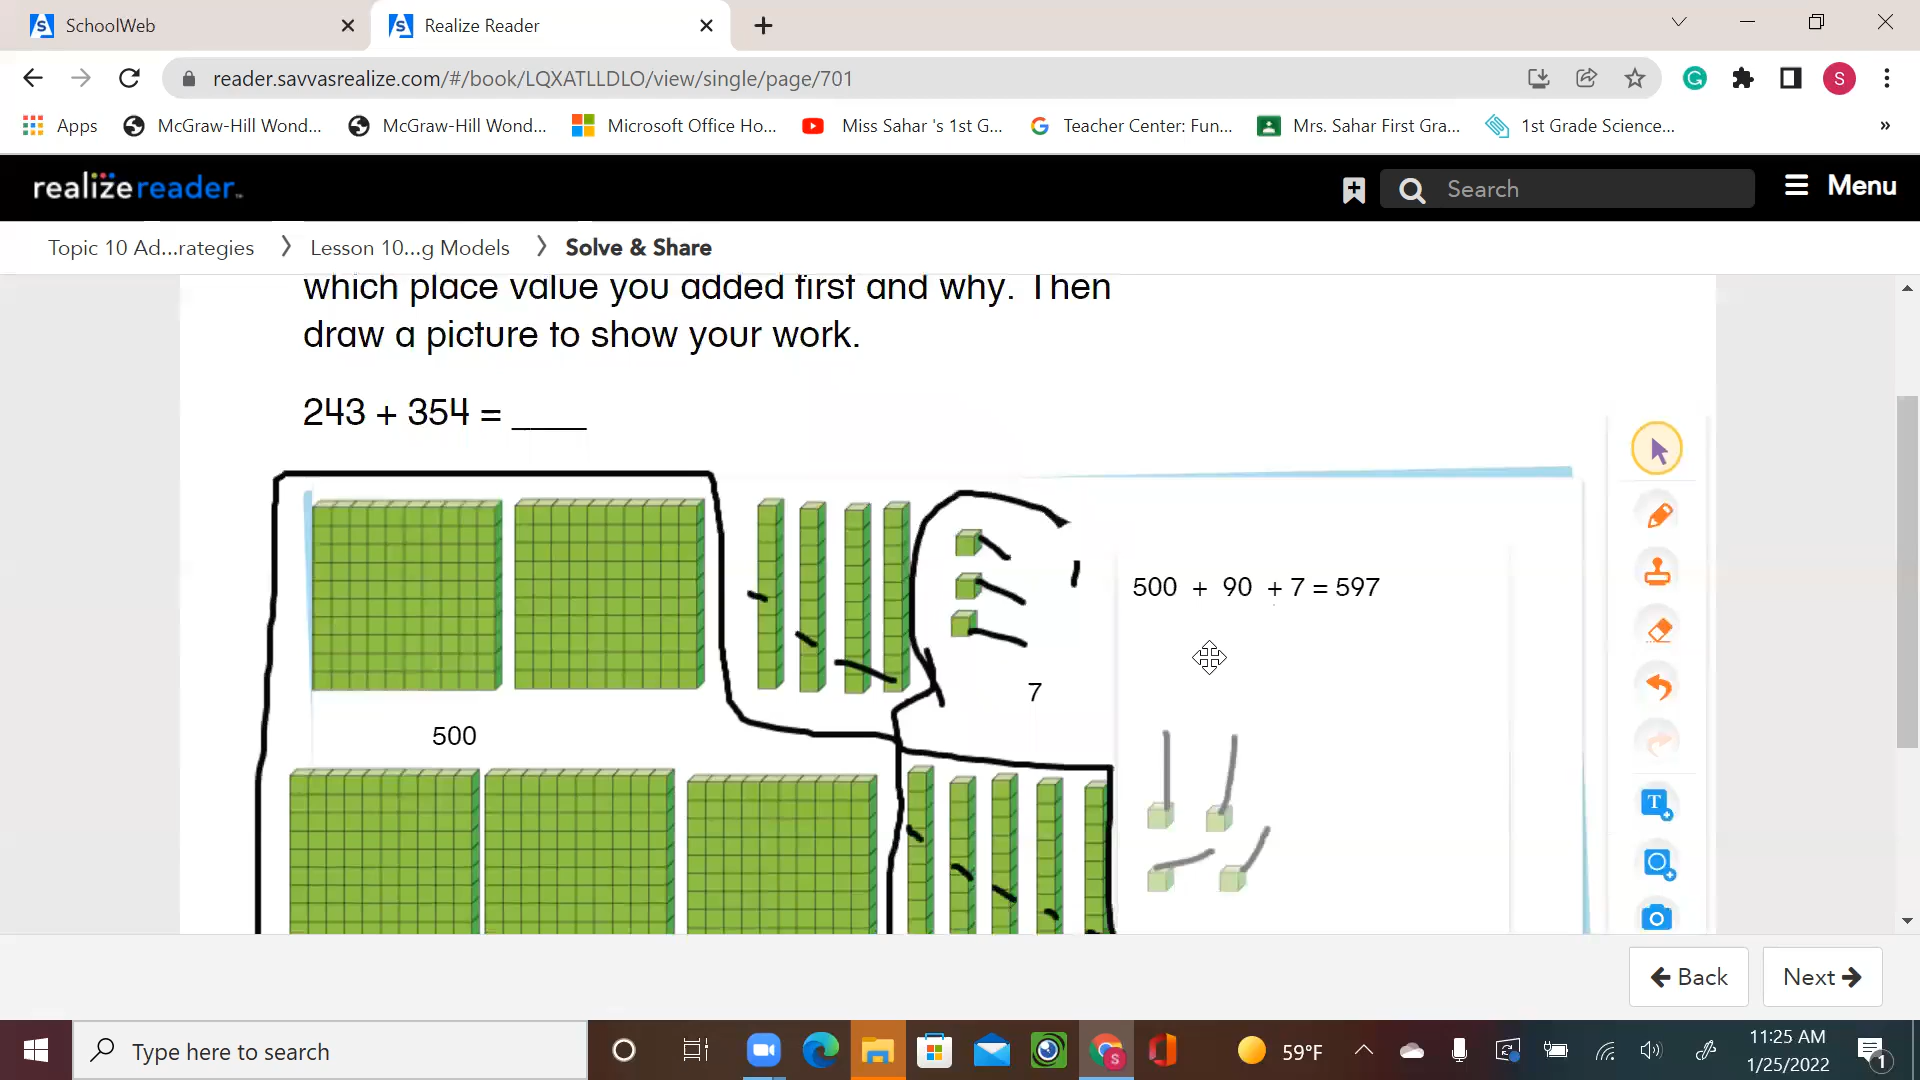 SchoolWeb
Realize Reader
reader.savvasrealize.com/#/book/LQXATLLDLO/view/single/page/701
S
Apps
McGraw-Hill Wond...
McGraw-Hill Wond...
Microsoft Office Ho...
Miss Sahar 's 1st G...
Teacher Center: Fun...
Mrs. Sahar First Gra...
1st Grade Science...
»
realize reader
Search
Menu
Topic 10 Ad...rategies
Lesson 10...g Models
Solve & Share
which place value you added first and why. Then
draw a picture to show your work.
243 + 354 = ____
500 + 90 + 7 = 597
7
500
T
Back
Next
Type here to search
S
59°F
11:25 AM
1/25/2022
1